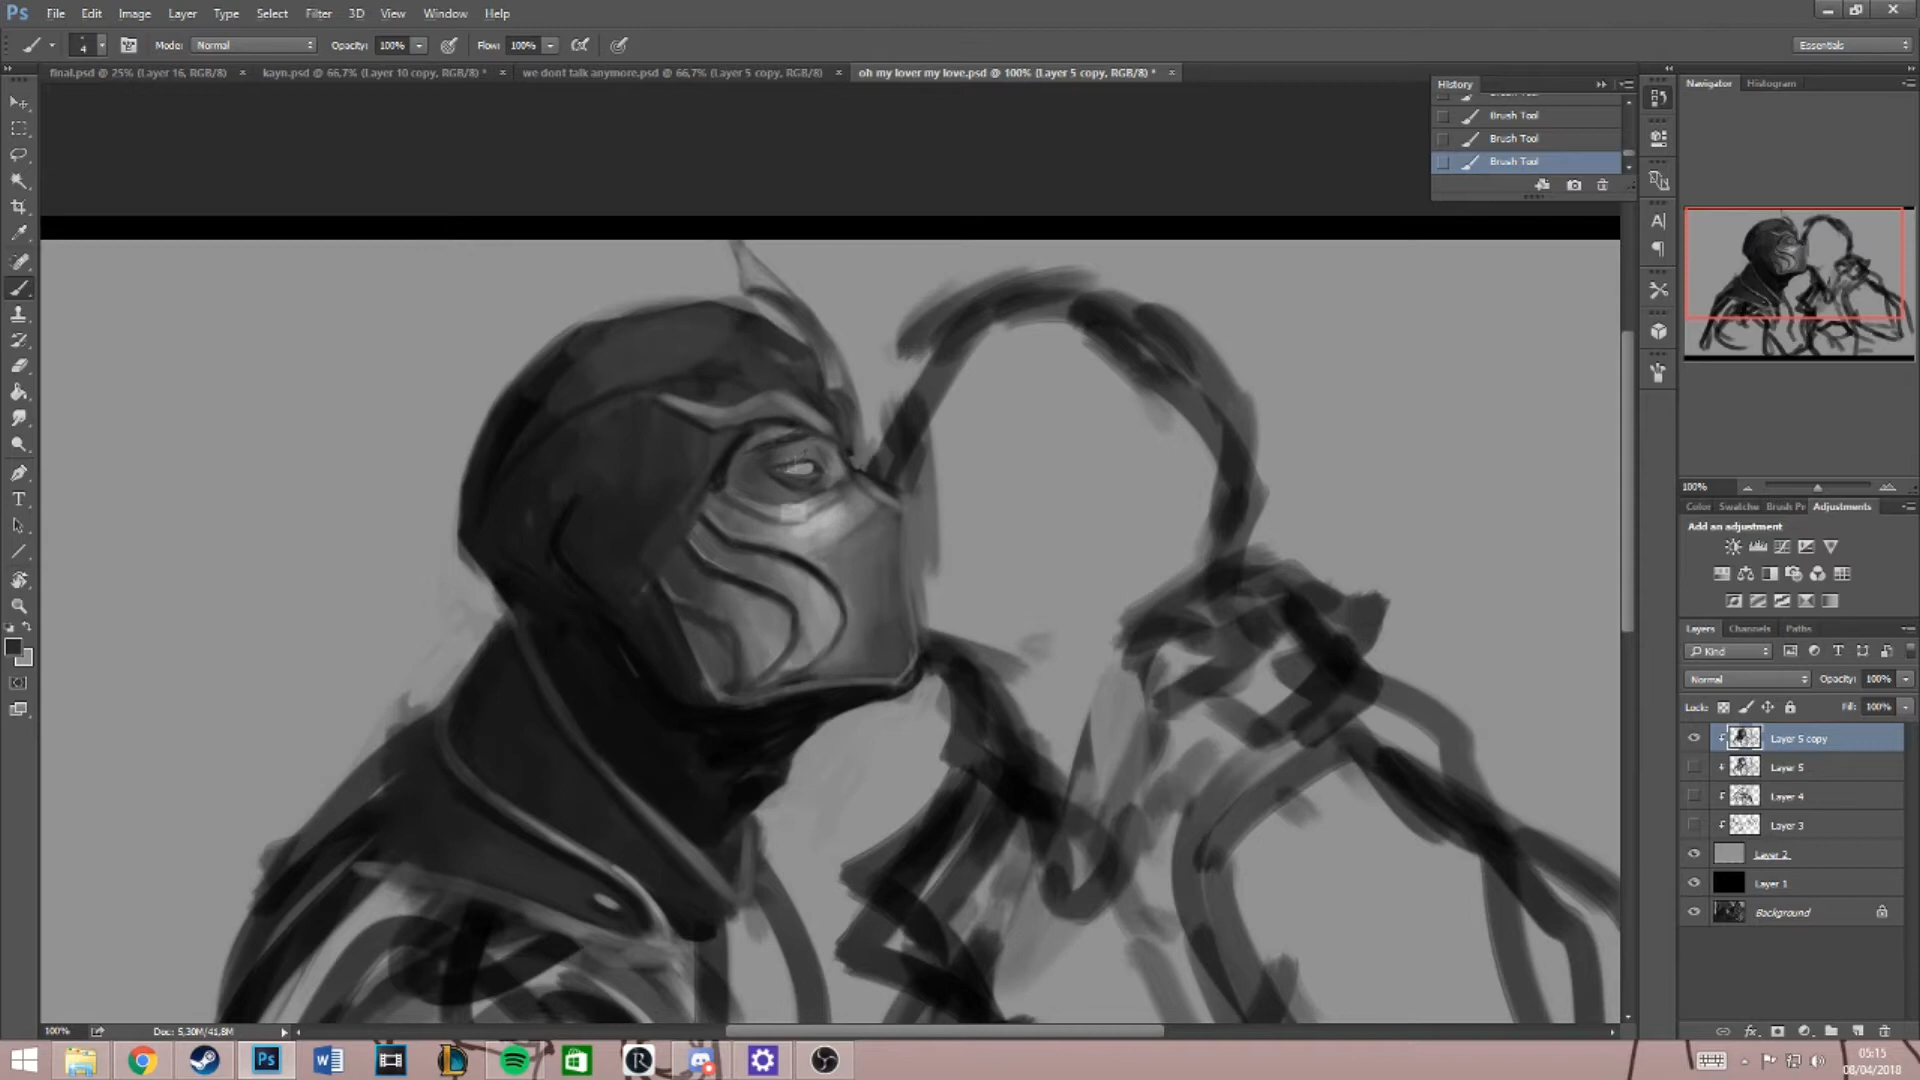 Ps File Edit Image Layer Type Select Filter 3D View Window Help
4 Mode: Normal Opacity: 100% Flow: 100% Essentials
final.psd @ 25% (Layer 16, RGB/8) × kayn.psd @ 66,7% (Layer 10 copy, RGB/8) * × we dont talk anymore.psd @ 66,7% (Layer 5 copy, RGB/8) × oh my lover my love.psd @ 100% (Layer 5 copy, RGB/8) * ×
History
Brush Tool
Brush Tool
Brush Tool
Navigator Histogram
100%
Color Swatche Brush Pr Adjustments
Add an adjustment
Layers Channels Paths
Kind
Normal Opacity: 100%
Lock: Fill: 100%
Layer 5 copy
Layer 5
Layer 4
Layer 3
Layer 2
Layer 1
Background
100% Doc: 5,30M/41,8M
05:15
08/04/2018